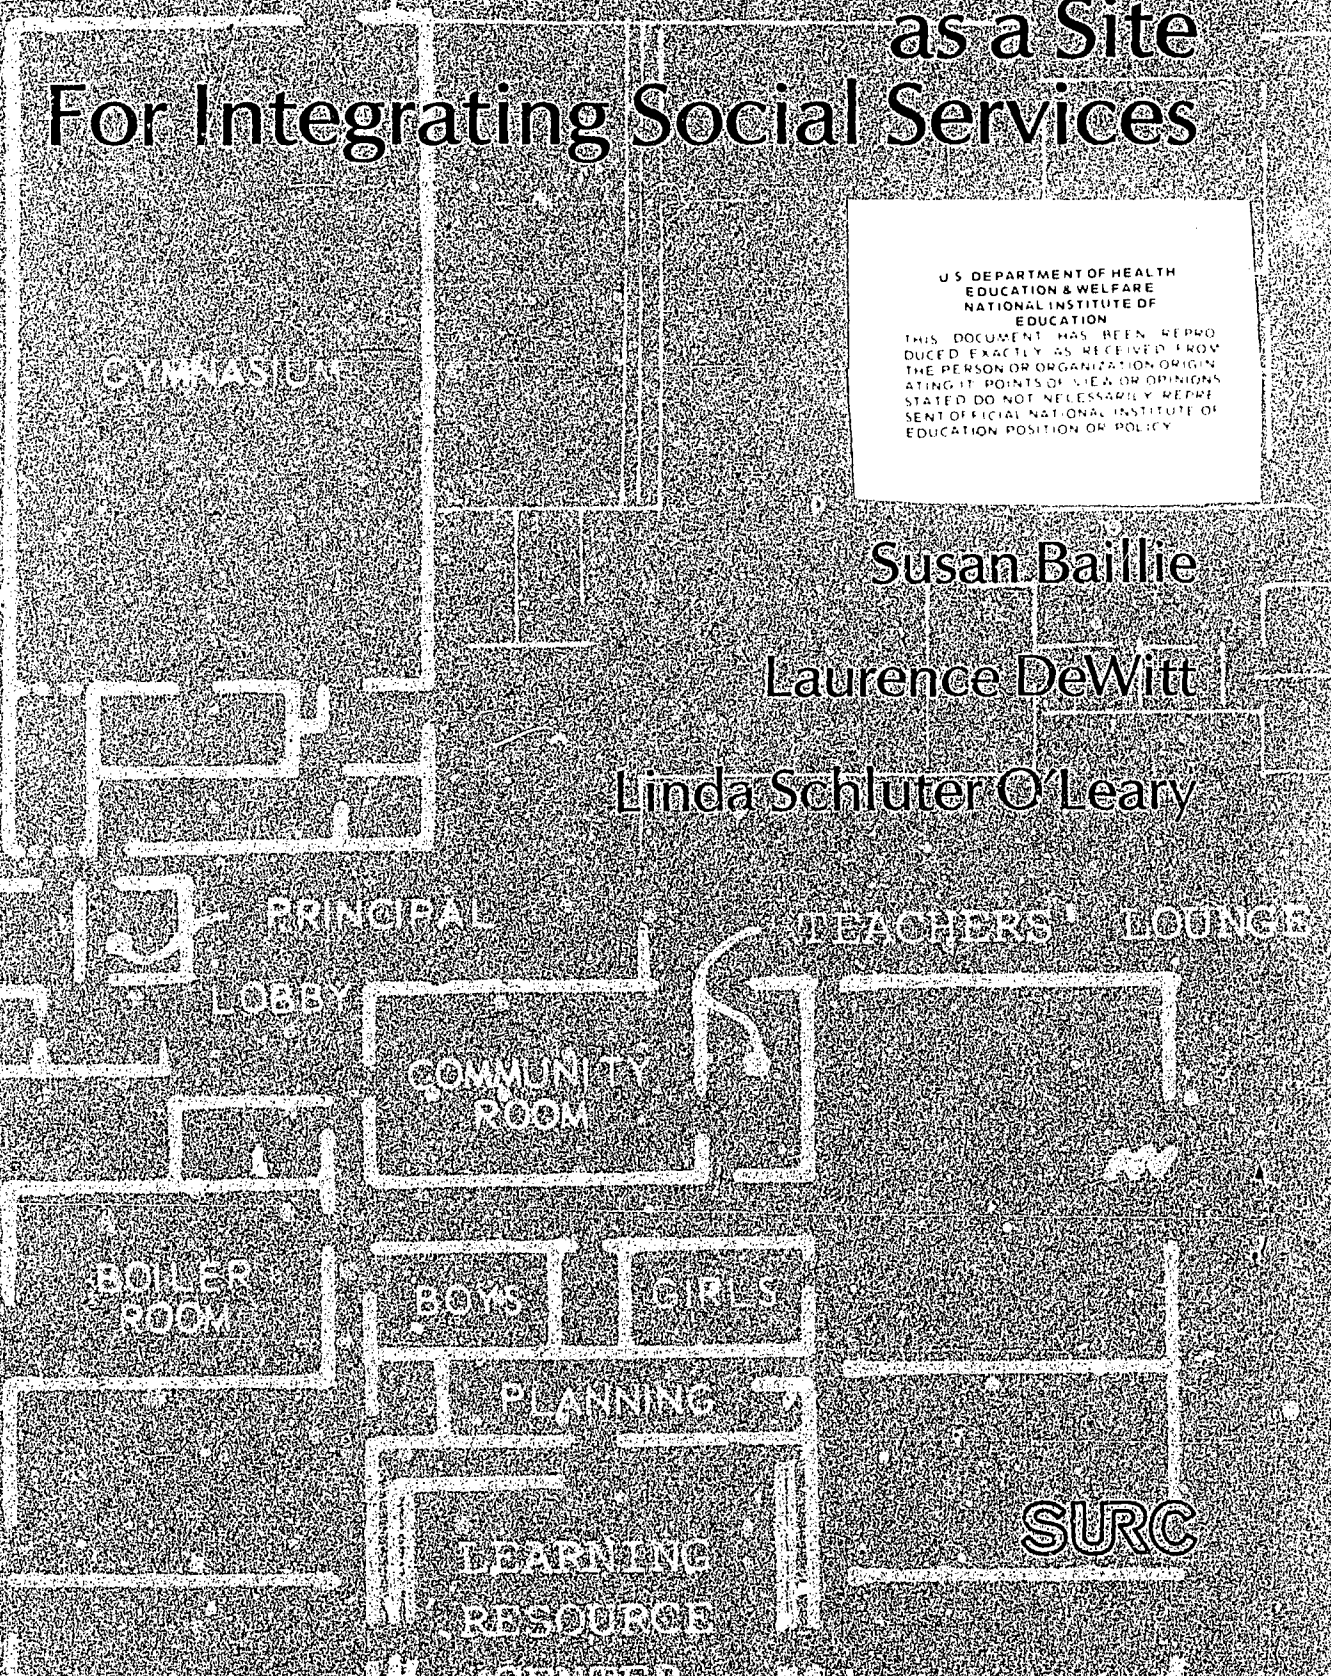 as a Site
For Integrating Social Services
U S DEPARTMENT OF HEALTH
EDUCATION & WELFARE
NATIONAL INSTITUTE OF
EDUCATION
THIS DOCUMENT HAS BEEN REPRO
DUCED EXACTLY AS RECEIVED FROM
THE PERSON OR ORGANIZATION ORIGIN
ATING IT POINTS OF VIEW OR OPINIONS
STATED DO NOT NECESSARILY REPRE
SENT OFFICIAL NATIONAL INSTITUTE OF
EDUCATION POSITION OR POLICY
GYMNASIUM
Susan Baillie
Laurence DeWitt
Linda Schluter O'Leary
PRINCIPAL
TEACHERS' LOUNGE
LOBBY
COMMUNITY
ROOM
BOILER
ROOM
BOYS
GIRLS
PLANNING
SURC
LEARNING
RESOURCE
CENTER